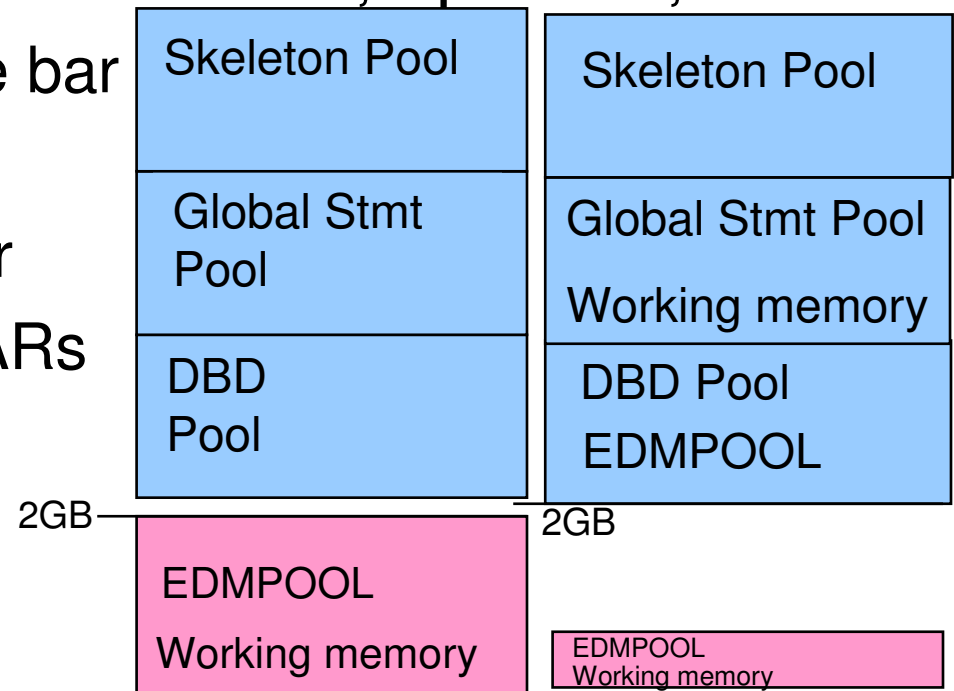 e bar
r
ARs
Skeleton Pool
Global Stmt
Pool
DBD
Pool
2GB
EDMPOOL
Working memory
Skeleton Pool
Global Stmt Pool
Working memory
DBD Pool
EDMPOOL
2GB
EDMPOOL
Working memory